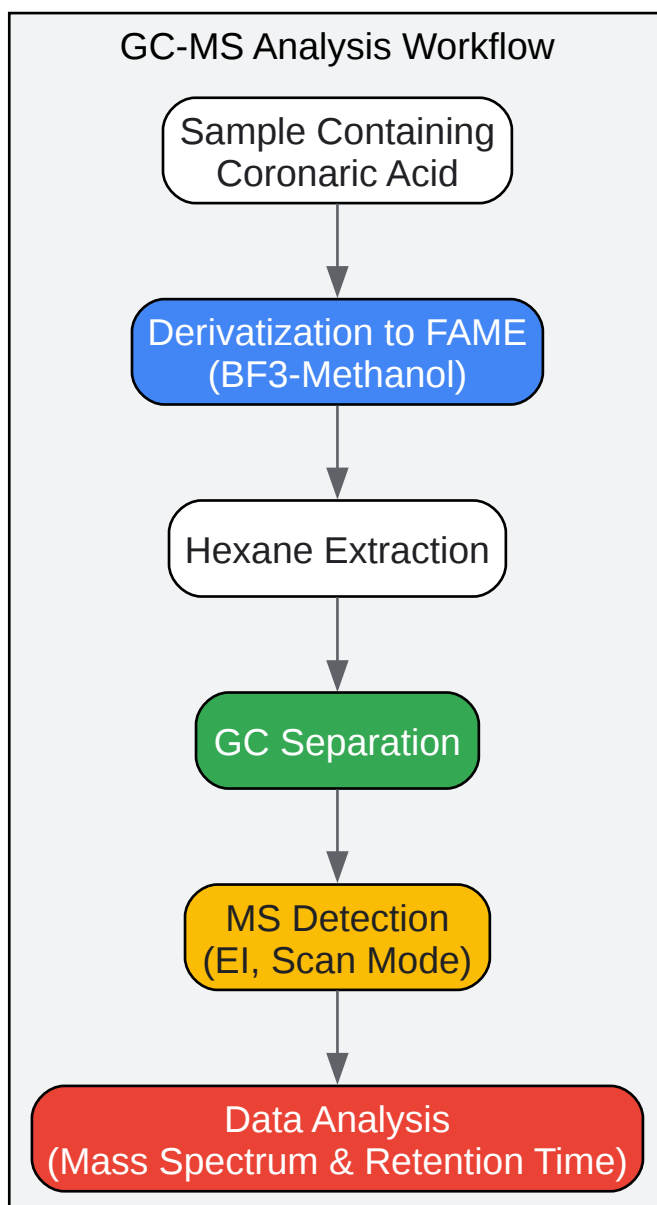 GC-MS Analysis Workflow
Sample Containing
Coronaric Acid
Derivatization to FAME
(BF3-Methanol)
Hexane Extraction
GC Separation
MS Detection
(EI, Scan Mode)
Data Analysis
(Mass Spectrum & Retention Time)